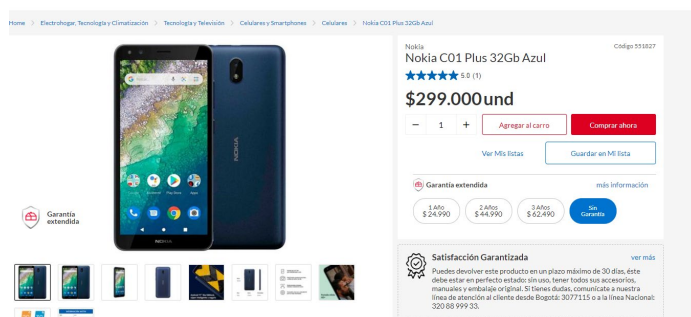 Home > Electrohogar, Tecnología y Climatización > Tecnología y Televisión > Celulares y Smartphones > Celulares > Nokia C01 Plus 32Gb Azul
Nokia
Código 551827
Nokia C01 Plus 32Gb Azul
5.0 (1)
$299.000 und
− 1 +
Agregar al carro
Comprar ahora
Ver Mis listas
Guardar en Mi lista
Garantía extendida
más información
1 Año
$ 24.990
2 Años
$ 44.990
3 Años
$ 62.490
Sin
Garantía
Garantía
extendida
NOKIA
NOKIA
Satisfacción Garantizada
ver más
Puedes devolver este producto en un plazo máximo de 30 días, éste
debe estar en perfecto estado: sin uso, tener todos sus accesorios,
manuales y embalaje original. Si tienes dudas, comunícate a nuestra
línea de atención al cliente desde Bogotá: 3077115 o a la línea Nacional:
320 88 999 33.